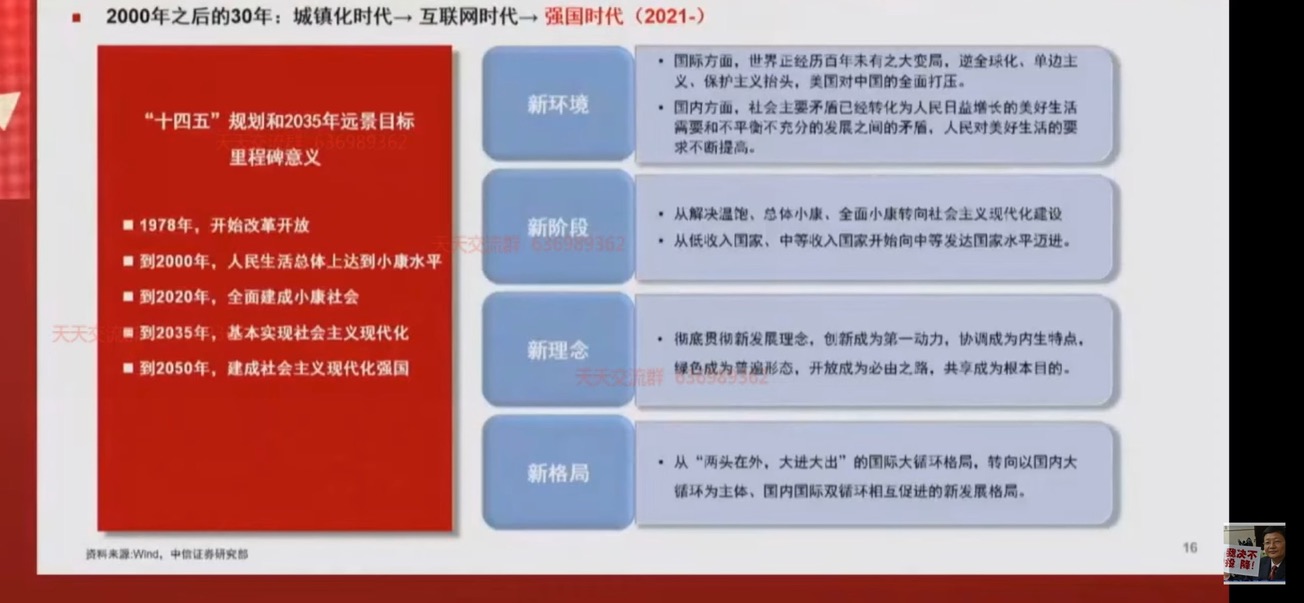 2000年之后的30年：城镇化时代→ 互联网时代→ 强国时代（2021-）
“十四五”规划和2035年远景目标
里程碑意义
1978年，开始改革开放
到2000年，人民生活总体上达到小康水平
到2020年，全面建成小康社会
到2035年，基本实现社会主义现代化
到2050年，建成社会主义现代化强国
新环境
• 国际方面，世界正经历百年未有之大变局，逆全球化、单边主
义、保护主义抬头，美国对中国的全面打压。
• 国内方面，社会主要矛盾已经转化为人民日益增长的美好生活
需要和不平衡不充分的发展之间的矛盾，人民对美好生活的要
求不断提高。
新阶段
• 从解决温饱、总体小康、全面小康转向社会主义现代化建设
• 从低收入国家、中等收入国家开始向中等发达国家水平迈进。
新理念
• 彻底贯彻新发展理念，创新成为第一动力，协调成为内生特点，
绿色成为普遍形态，开放成为必由之路，共享成为根本目的。
新格局
• 从“两头在外，大进大出”的国际大循环格局，转向以国内大
循环为主体、国内国际双循环相互促进的新发展格局。
天天交流群 636989362
天天交流群 636989362
天天交
636989362
资料来源:Wind，中信证券研究部
16
决不
投降!